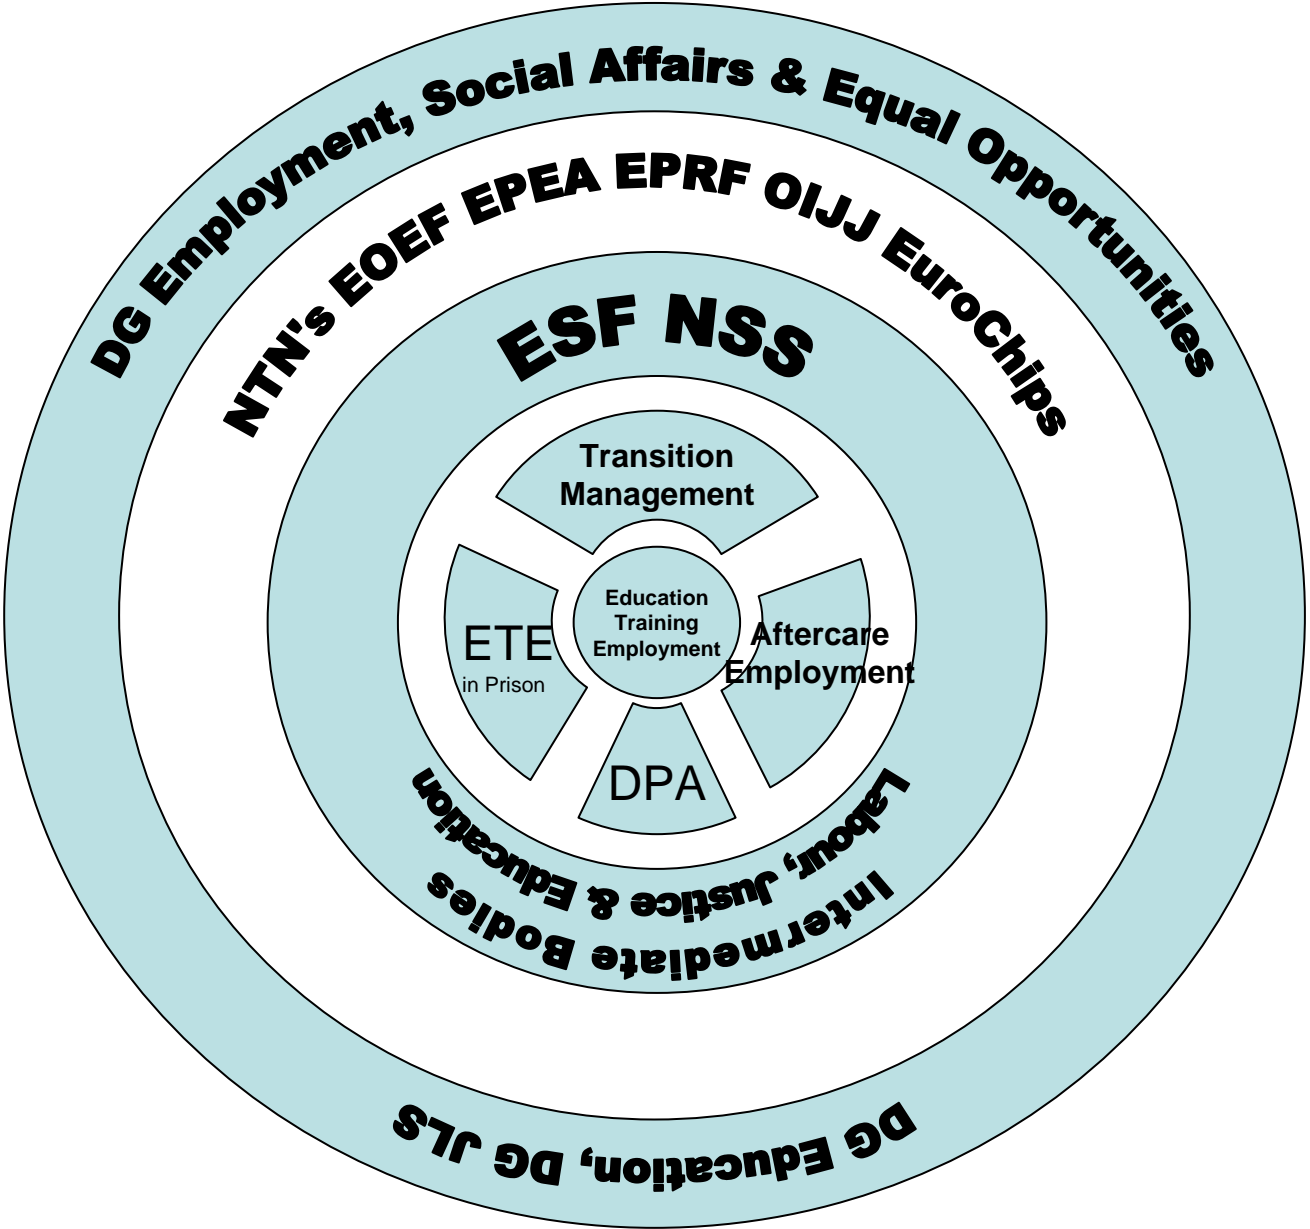 DG Employment, Social Affairs & Equal Opportunities
NTN's EOEF EPEA EPRF OIJJ EuroChips
ESF NSS
Transition
Management
Education
Training
Employment
ETE
in Prison
Aftercare
Employment
DPA
Labour, Justice & Education
Intermediate Bodies
DG Education, DG JLS